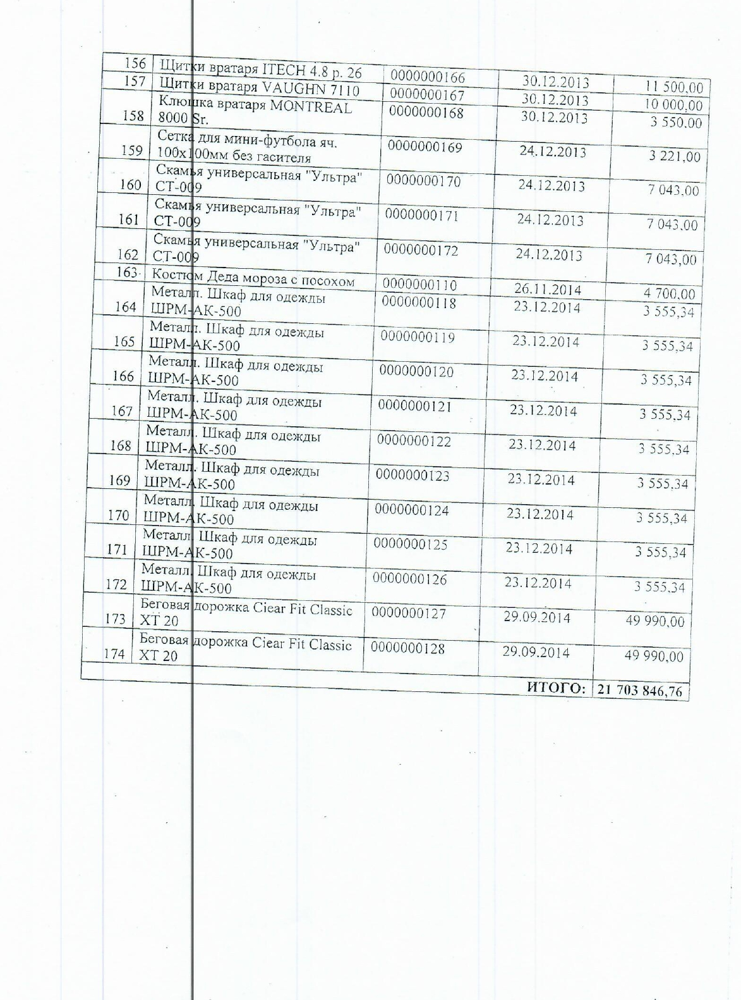 156 Щитки вратаря ITECH 4.8 р. 26 0000000166 30.12.2013 11 500,00
157 Щитки вратаря VAUGHN 7110 0000000167 30.12.2013 10 000,00
Клюшка вратаря MONTREAL 0000000168 30.12.2013 3 550,00
158 8000 Sr.
Сетка для мини-футбола яч. 0000000169 24.12.2013 3 221,00
159 100х100мм без гасителя
Скамья универсальная "Ультра" 0000000170 24.12.2013 7 043,00
160 СТ-009
Скамья универсальная "Ультра" 0000000171 24.12.2013 7 043,00
161 СТ-009
Скамья универсальная "Ультра" 0000000172 24.12.2013 7 043,00
162 СТ-009
163 Костюм Деда мороза с посохом 0000000110 26.11.2014 4 700,00
Металл. Шкаф для одежды 0000000118 23.12.2014 3 555,34
164 ШРМ-АК-500
Металл. Шкаф для одежды 0000000119 23.12.2014 3 555,34
165 ШРМ-АК-500
Металл. Шкаф для одежды 0000000120 23.12.2014 3 555,34
166 ШРМ-АК-500
Металл. Шкаф для одежды 0000000121 23.12.2014 3 555,34
167 ШРМ-АК-500
Металл. Шкаф для одежды 0000000122 23.12.2014 3 555,34
168 ШРМ-АК-500
Металл. Шкаф для одежды 0000000123 23.12.2014 3 555,34
169 ШРМ-АК-500
Металл. Шкаф для одежды 0000000124 23.12.2014 3 555,34
170 ШРМ-АК-500
Металл. Шкаф для одежды 0000000125 23.12.2014 3 555,34
171 ШРМ-АК-500
Металл. Шкаф для одежды 0000000126 23.12.2014 3 555,34
172 ШРМ-АК-500
Беговая дорожка Ciear Fit Classic 0000000127 29.09.2014 49 990,00
173 XT 20
Беговая дорожка Ciear Fit Classic 0000000128 29.09.2014 49 990,00
174 XT 20
ИТОГО: 21 703 846,76